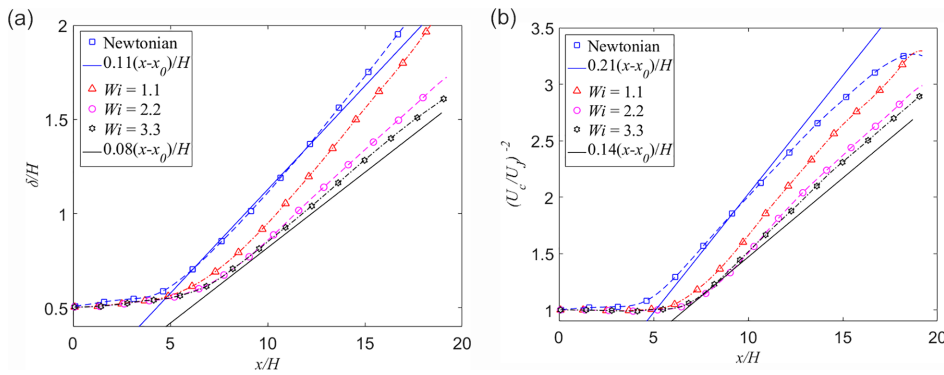 (a)
2
1.5
1
0.5
0
5
10
15
20
δ/H
x/H
Newtonian
0.11(x-x0)/H
Wi = 1.1
Wi = 2.2
Wi = 3.3
0.08(x-x0)/H
(b)
3.5
3
2.5
2
1.5
1
0
5
10
15
20
(Uc/UJ)-2
x/H
Newtonian
0.21(x-x0)/H
Wi = 1.1
Wi = 2.2
Wi = 3.3
0.14(x-x0)/H